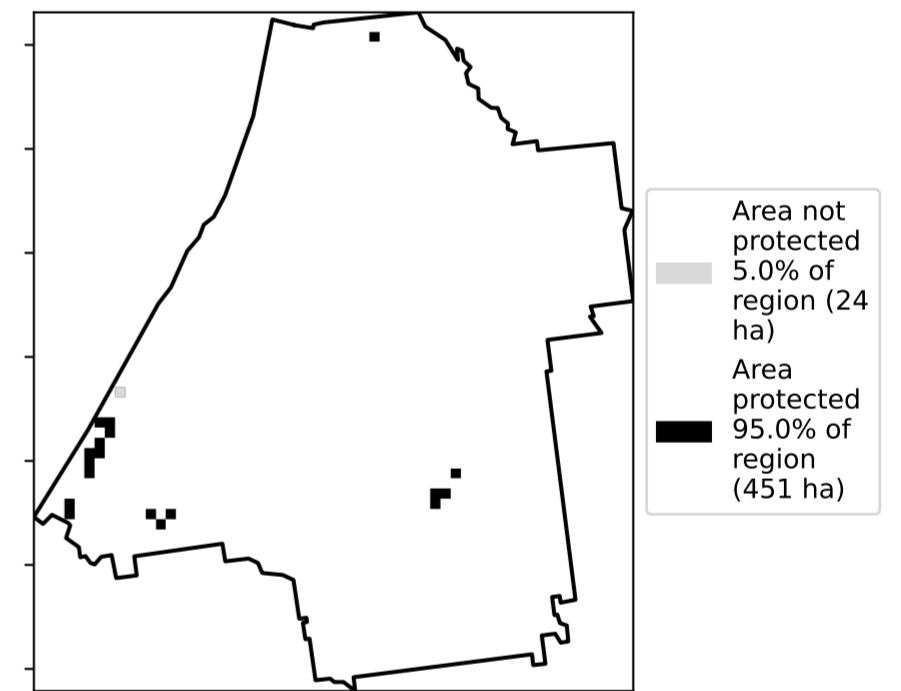 Area not
protected
5.0% of
region (24
ha)
Area
protected
95.0% of
region
(451 ha)